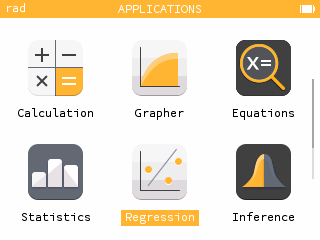 rad APPLICATIONS
+ - × =
X=
Calculation Grapher Equations
Statistics Regression Inference